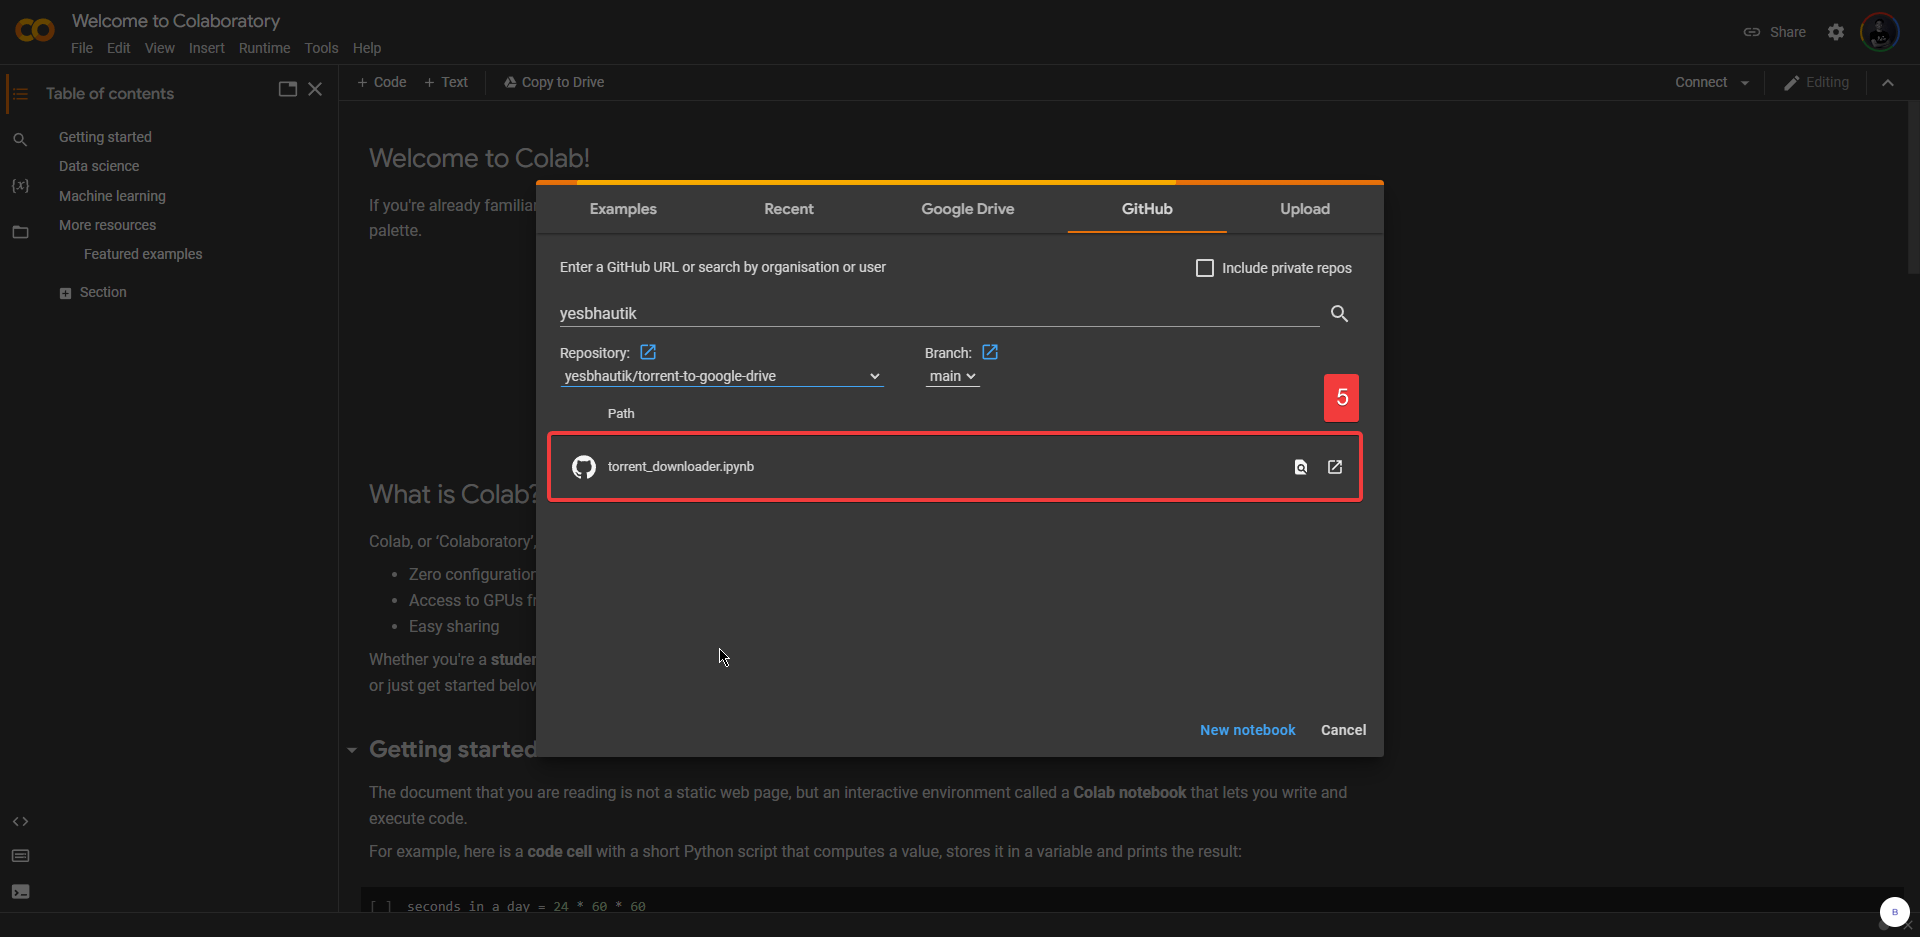 Welcome to Colaboratory
File Edit View Insert Runtime Tools Help
Share
Table of contents
+ Code + Text Copy to Drive
Connect
Editing
Getting started
Data science
Machine learning
More resources
Featured examples
Section
{x}
Welcome to Colab!
If you're already familiar
palette.
What is Colab?
Colab, or ‘Colaboratory’,
• Zero configuration
• Access to GPUs fr
• Easy sharing
Whether you're a studen
or just get started below
Getting started
The document that you are reading is not a static web page, but an interactive environment called a Colab notebook that lets you write and
execute code.
For example, here is a code cell with a short Python script that computes a value, stores it in a variable and prints the result:
[ ] seconds_in_a_day = 24 * 60 * 60
Examples Recent Google Drive GitHub Upload
Enter a GitHub URL or search by organisation or user
Include private repos
yesbhautik
Repository:
Branch:
yesbhautik/torrent-to-google-drive
main
5
Path
torrent_downloader.ipynb
New notebook Cancel
B